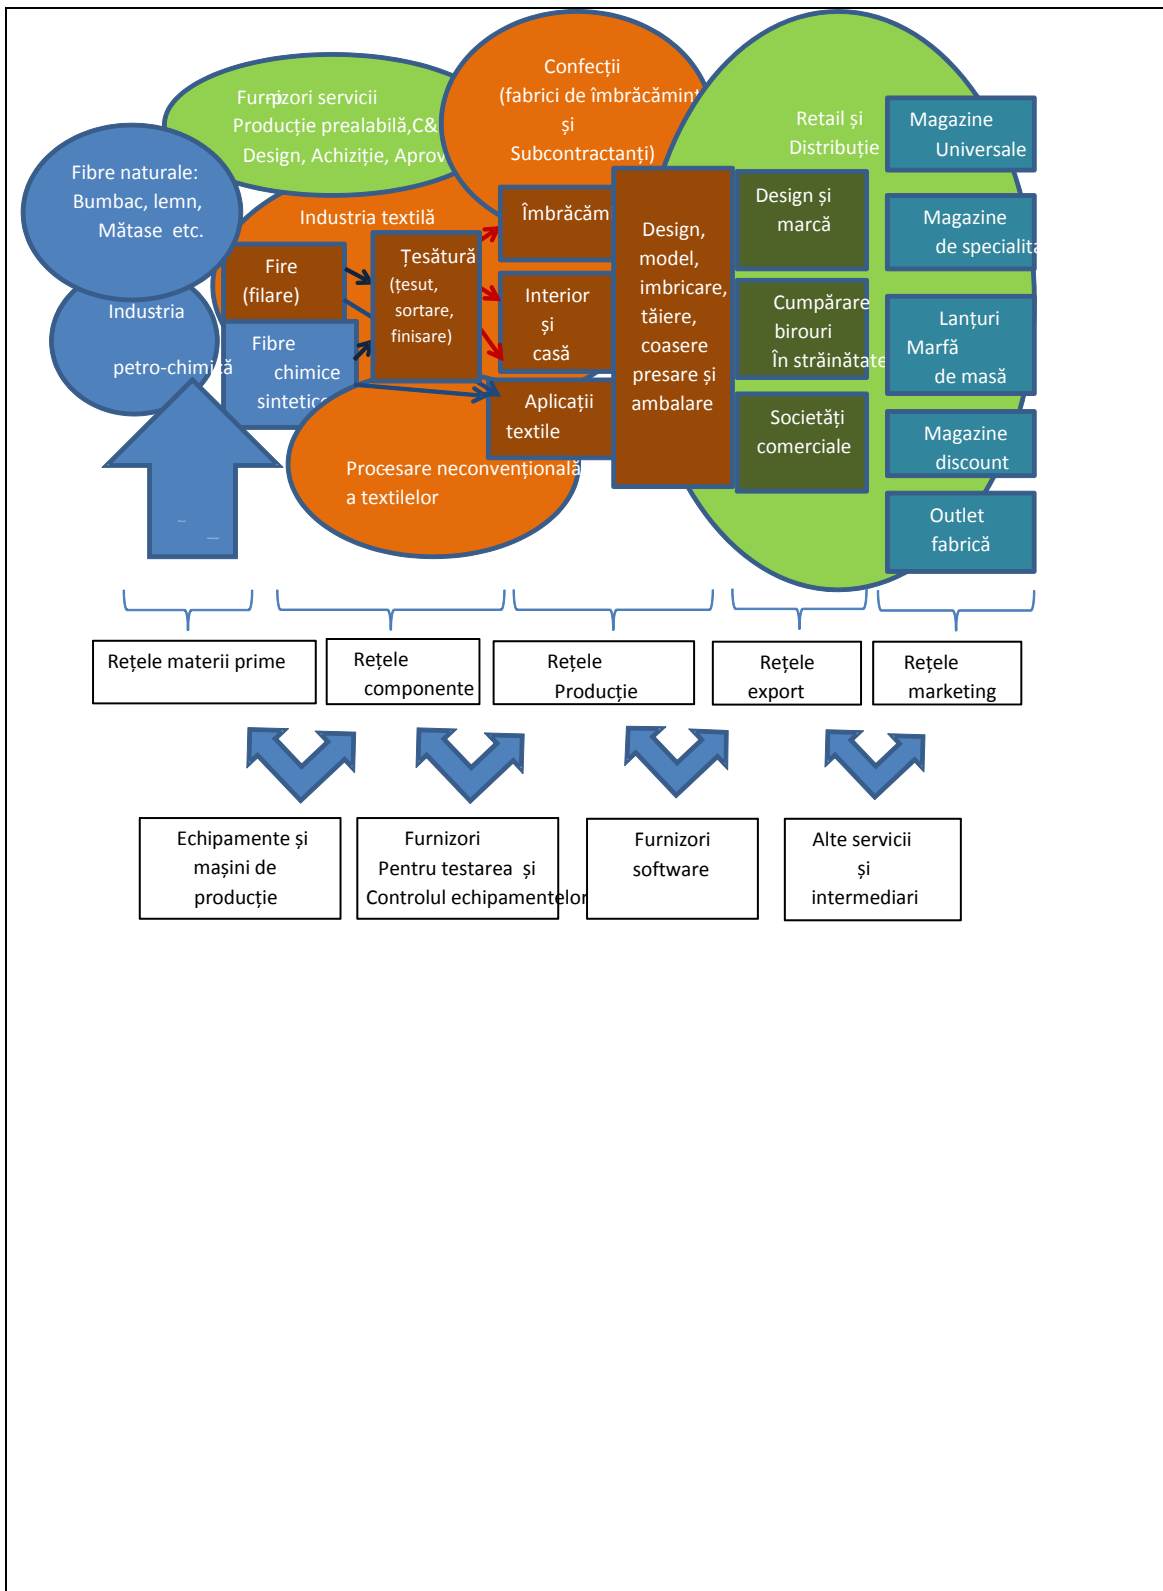 Furnizori servicii
Producție prealabilă,C&
Design, Achiziție, Aprov
Confecții
(fabrici de îmbrăcăminț
și
Subcontractanți)
Retail și
Distribuție
Magazine
Universale
Fibre naturale:
Bumbac, lemn,
Mătase etc.
Industria textilă
Îmbrăcămi
Design,
model,
imbricare,
tăiere,
coasere
presare și
ambalare
Design și
marcă
Magazine
de specialita
Fire
(filare)
Țesătură
(țesut,
sortare,
finisare)
Interior
și
casă
Cumpărare
birouri
În străinătate
Lanțuri
Marfă
de masă
Industria
petro-chimică
Fibre
chimice
sintetice
Aplicații
textile
Societăți
comerciale
Magazine
discount
Procesare neconvențională
a textilelor
Outlet
fabrică
Rețele materii prime
Rețele
componente
Rețele
Producție
Rețele
export
Rețele
marketing
Echipamente și
mașini de
producție
Furnizori
Pentru testarea și
Controlul echipamentelor
Furnizori
software
Alte servicii
și
intermediari